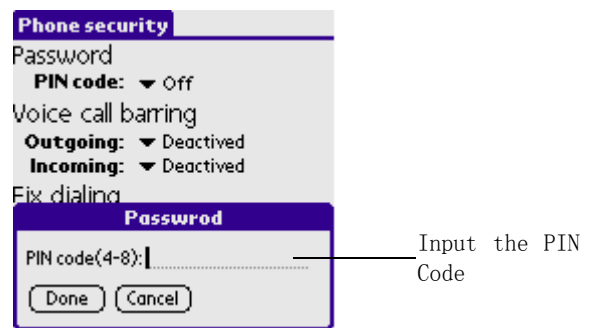 Phone security
Password
PIN code: Off
Voice call barring
Outgoing: Deactived
Incoming: Deactived
Fix dialing
Passwrod
PIN code(4-8):
Done Cancel
Input the PIN
Code